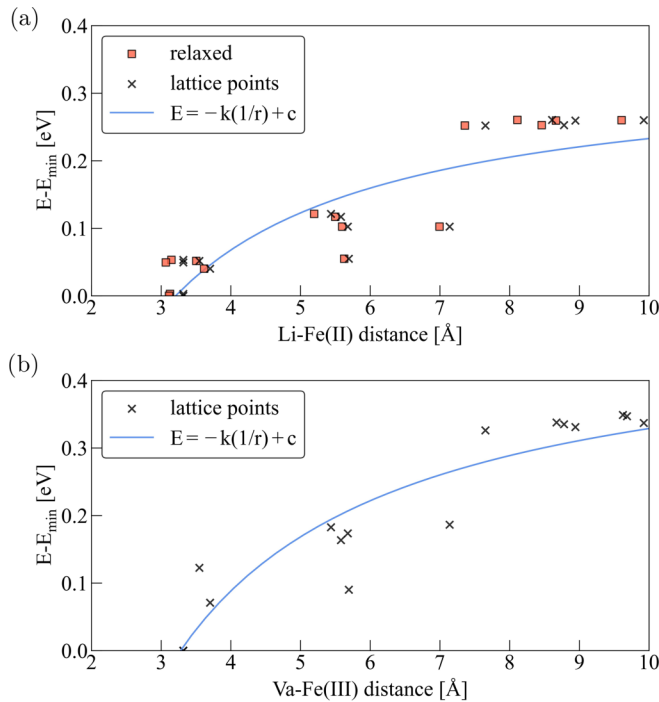 (a)
0.4
0.3
0.2
0.1
0.0
E-Emin [eV]
relaxed
lattice points
E = −k(1/r) + c
2 3 4 5 6 7 8 9 10
Li-Fe(II) distance [Å]
(b)
0.4
0.3
0.2
0.1
0.0
E-Emin [eV]
lattice points
E = −k(1/r) + c
2 3 4 5 6 7 8 9 10
Va-Fe(III) distance [Å]